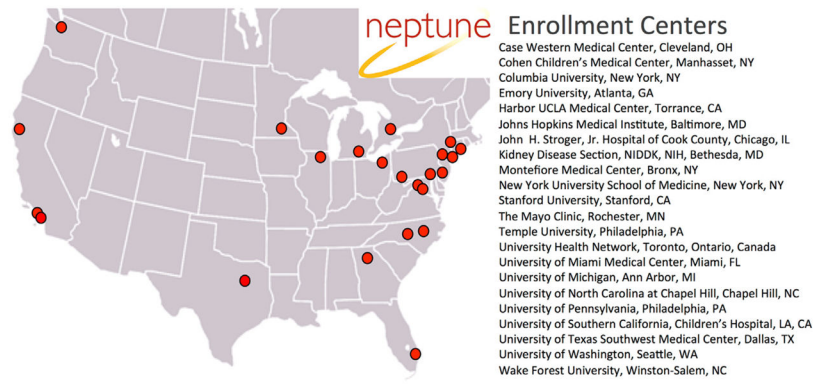 neptune
Enrollment Centers
Case Western Medical Center, Cleveland, OH
Cohen Children's Medical Center, Manhasset, NY
Columbia University, New York, NY
Emory University, Atlanta, GA
Harbor UCLA Medical Center, Torrance, CA
Johns Hopkins Medical Institute, Baltimore, MD
John H. Stroger, Jr. Hospital of Cook County, Chicago, IL
Kidney Disease Section, NIDDK, NIH, Bethesda, MD
Montefiore Medical Center, Bronx, NY
New York University School of Medicine, New York, NY
Stanford University, Stanford, CA
The Mayo Clinic, Rochester, MN
Temple University, Philadelphia, PA
University Health Network, Toronto, Ontario, Canada
University of Miami Medical Center, Miami, FL
University of Michigan, Ann Arbor, MI
University of North Carolina at Chapel Hill, Chapel Hill, NC
University of Pennsylvania, Philadelphia, PA
University of Southern California, Children's Hospital, LA, CA
University of Texas Southwest Medical Center, Dallas, TX
University of Washington, Seattle, WA
Wake Forest University, Winston-Salem, NC